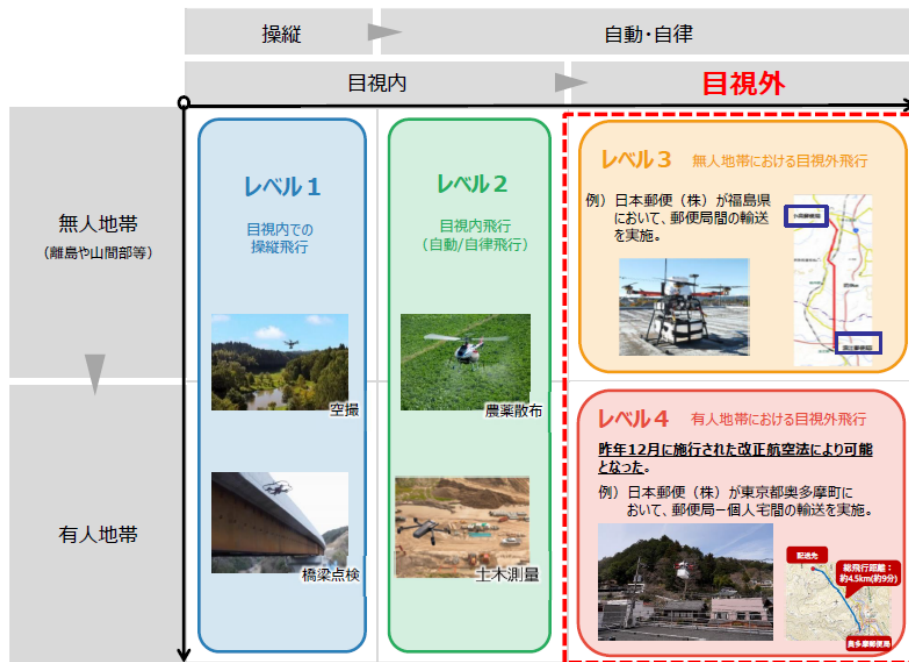 操縦
自動・自律
目視内
目視外
無人地帯
(離島や山間部等)
有人地帯
レベル1
目視内での
操縦飛行
空撮
橋梁点検
レベル2
目視内飛行
(自動/自律飛行)
農薬散布
土木測量
レベル3 無人地帯における目視外飛行
例）日本郵便（株）が福島県
において、郵便局間の輸送
を実施。
レベル4 有人地帯における目視外飛行
昨年12月に施行された改正航空法により可能
となった。
例）日本郵便（株）が東京都奥多摩町に
おいて、郵便局－個人宅間の輸送を実施。
配送先
総飛行距離：
約4.5km(約9分)
奥多摩郵便局